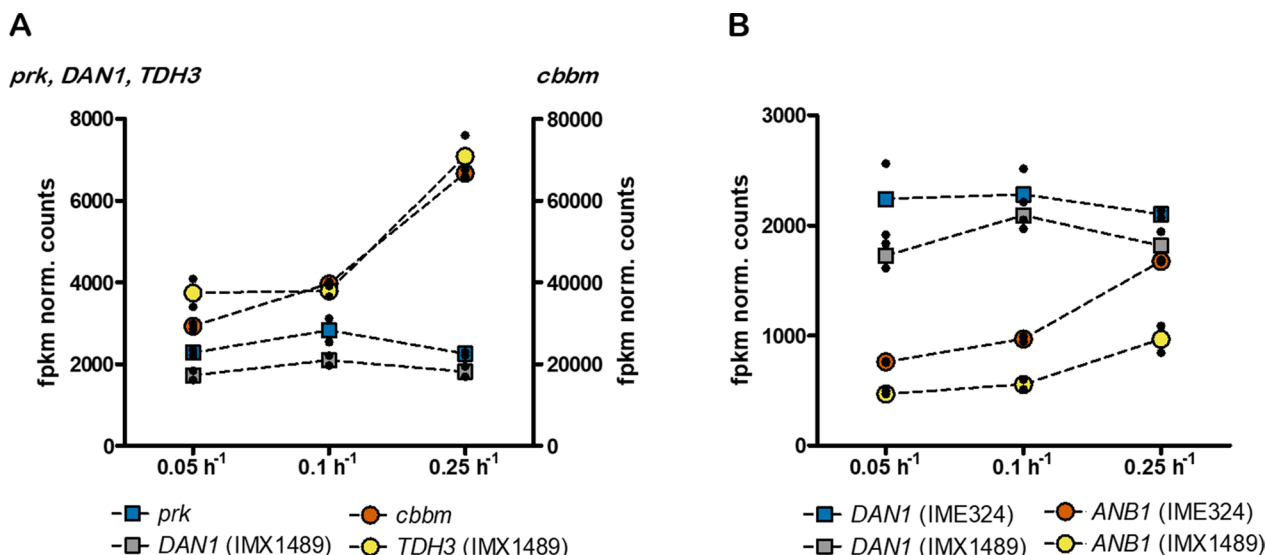 A
prk, DAN1, TDH3
cbbm
fpkm norm. counts
8000
6000
4000
2000
0
80000
60000
40000
20000
0
fpkm norm. counts
0.05 h-1
0.1 h-1
0.25 h-1
prk
cbbm
DAN1 (IMX1489)
TDH3 (IMX1489)
B
fpkm norm. counts
3000
2000
1000
0
0.05 h-1
0.1 h-1
0.25 h-1
DAN1 (IME324)
ANB1 (IME324)
DAN1 (IMX1489)
ANB1 (IMX1489)